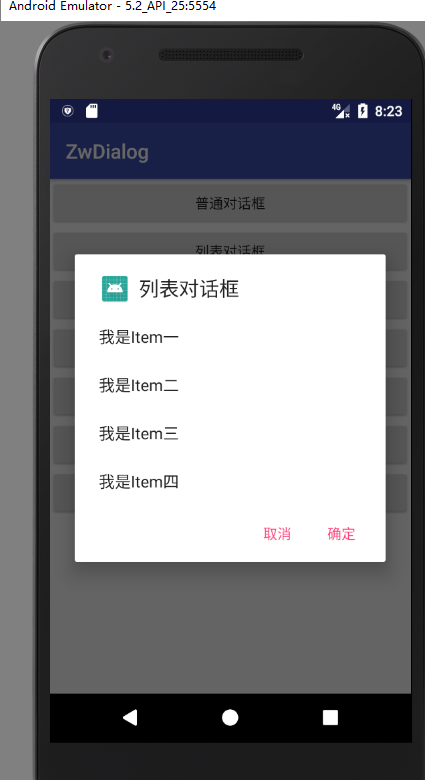 Android Emulator - 5.2_API_25:5554
4G
8:23
ZwDialog
普通对话框
列表对话框
列表对话框
我是Item一
我是Item二
我是Item三
我是Item四
取消 确定